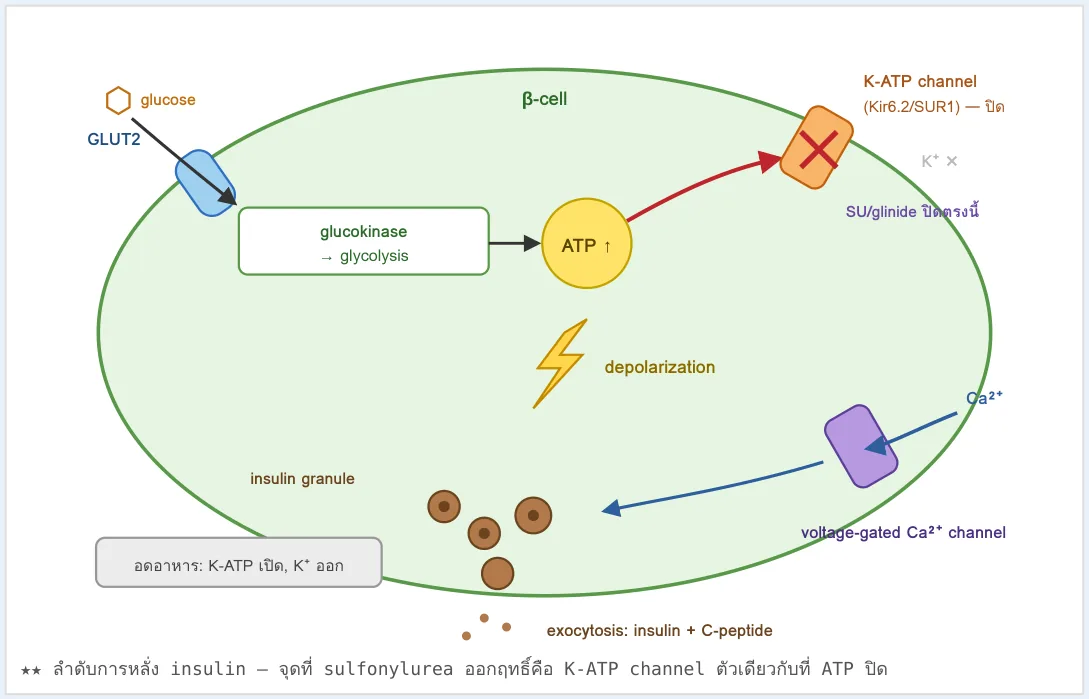 β-cell
glucose
GLUT2
K-ATP channel
(Kir6.2/SUR1) — ปิด
K⁺ ×
SU/glinide ปิดตรงนี้
glucokinase
→ glycolysis
ATP ↑
depolarization
Ca²⁺
insulin granule
voltage-gated Ca²⁺ channel
อดอาหาร: K-ATP เปิด, K⁺ ออก
exocytosis: insulin + C-peptide
★★ ลำดับการหลั่ง insulin — จุดที่ sulfonylurea ออกฤทธิ์คือ K-ATP channel ตัวเดียวกับที่ ATP ปิด